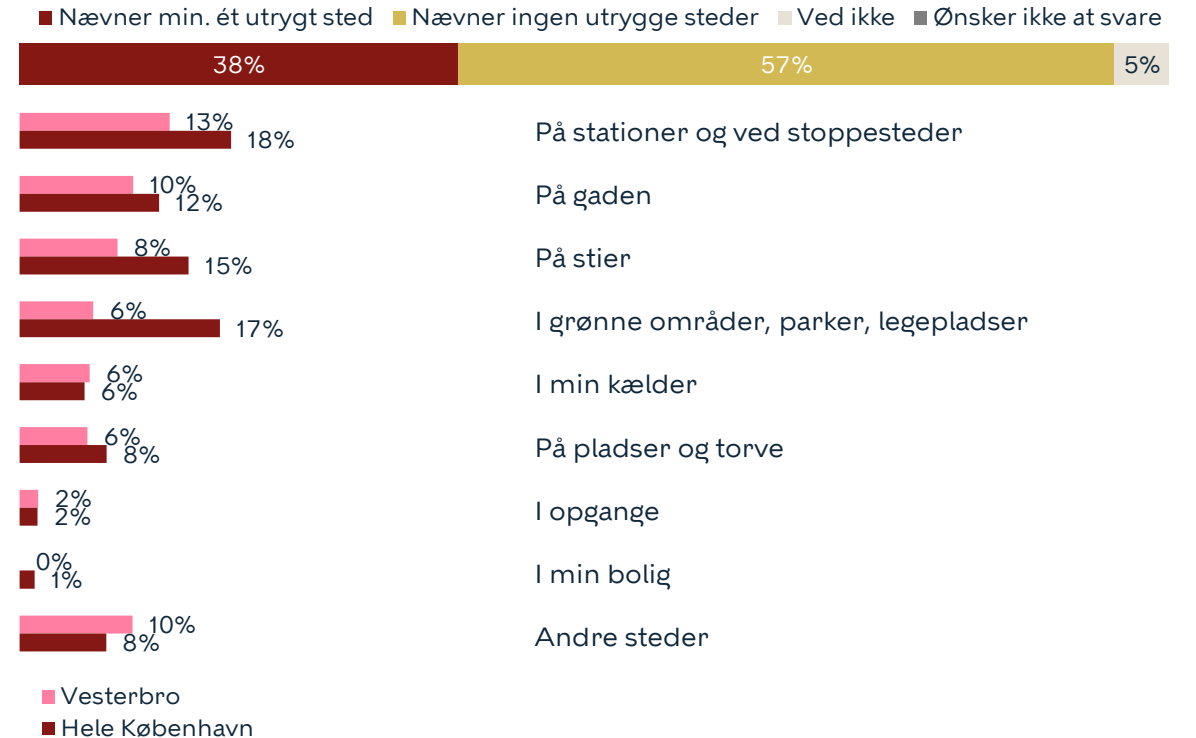 Nævner min. ét utrygt sted Nævner ingen utrygge steder Ved ikke Ønsker ikke at svare
38% 57% 5%
13%
18% På stationer og ved stoppesteder
10%
12% På gaden
8%
15% På stier
6%
17% I grønne områder, parker, legepladser
6%
6% I min kælder
6%
8% På pladser og torve
2%
2% I opgange
0%
1% I min bolig
10%
8% Andre steder
Vesterbro
Hele København